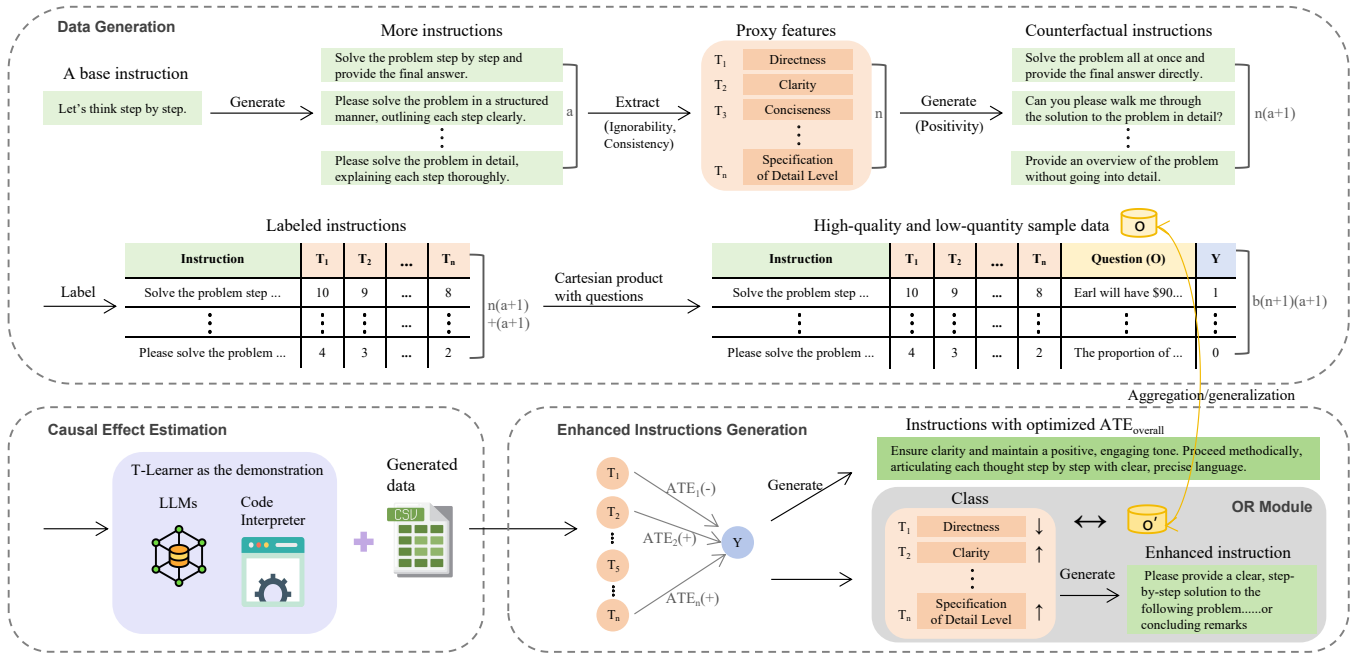 Data Generation
A base instruction
Let's think step by step.
Generate
More instructions
Solve the problem step by step and
provide the final answer.
Please solve the problem in a structured
manner, outlining each step clearly.
Please solve the problem in detail,
explaining each step thoroughly.
a
Extract
(Ignorability,
Consistency)
Proxy features
T1 Directness
T2 Clarity
T3 Conciseness
Tn Specification
of Detail Level
n
Generate
(Positivity)
Counterfactual instructions
Solve the problem all at once and
provide the final answer directly.
Can you please walk me through
the solution to the problem in detail?
Provide an overview of the problem
without going into detail.
n(a+1)
Label
Labeled instructions
Instruction T1 T2 ... Tn
Solve the problem step ... 10 9 ... 8
...
Please solve the problem ... 4 3 ... 2
n(a+1)
+(a+1)
Cartesian product
with questions
High-quality and low-quantity sample data
O
Instruction T1 T2 ... Tn Question (O) Y
Solve the problem step ... 10 9 ... 8 Earl will have $90... 1
...
Please solve the problem ... 4 3 ... 2 The proportion of ... 0
b(n+1)(a+1)
Aggregation/generalization
Causal Effect Estimation
T-Learner as the demonstration
LLMs
Code
Interpreter
+
Generated
data
CSV
Enhanced Instructions Generation
T1
T2
T5
Tn
ATE1(-)
ATE2(+)
ATEn(+)
Y
Generate
Instructions with optimized ATEoverall
Ensure clarity and maintain a positive, engaging tone. Proceed methodically,
articulating each thought step by step with clear, precise language.
Class
T1 Directness ↓
T2 Clarity ↑
Tn Specification
of Detail Level ↑
O'
OR Module
Generate
Enhanced instruction
Please provide a clear, step-
by-step solution to the
following problem......or
concluding remarks